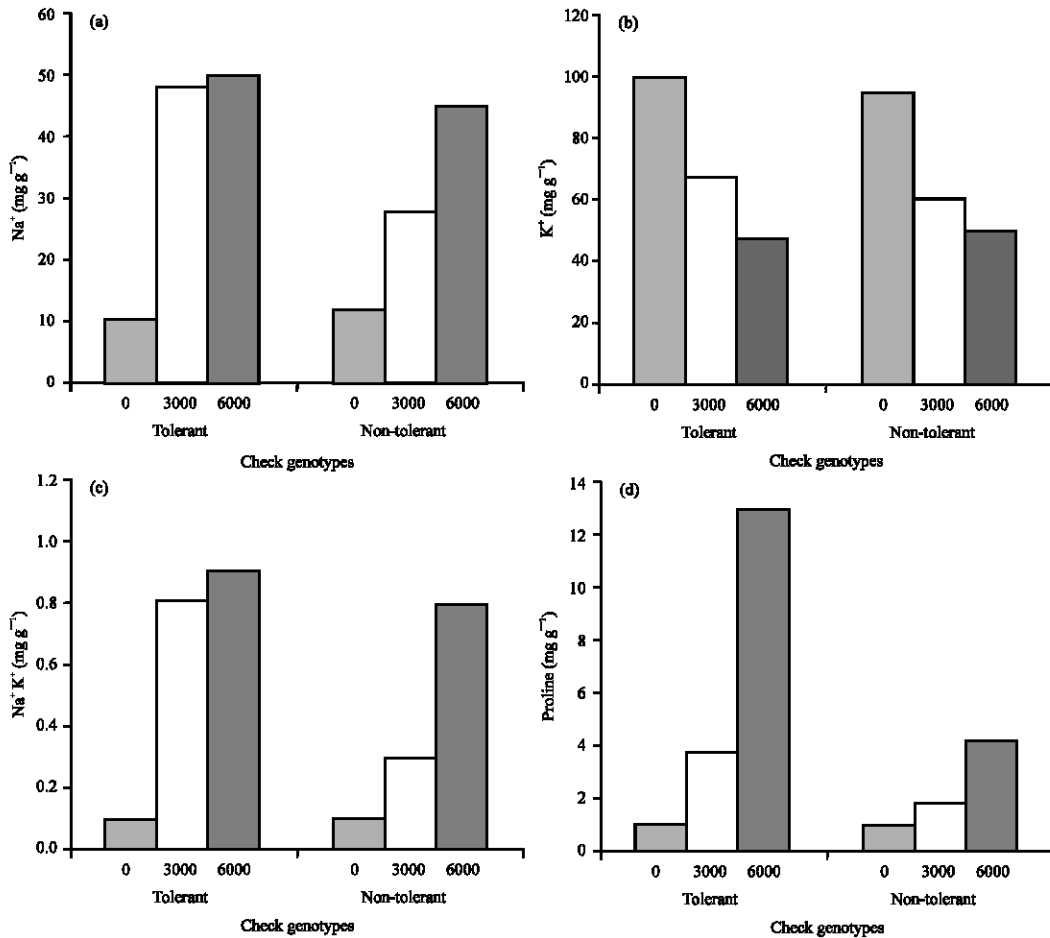 (a)
60
50
40
30
20
10
0
Na⁺ (mg g⁻¹)
0 3000 6000 0 3000 6000
Tolerant Non-tolerant
Check genotypes
(b)
120
100
80
60
40
20
0
K⁺ (mg g⁻¹)
0 3000 6000 0 3000 6000
Tolerant Non-tolerant
Check genotypes
(c)
1.2
1.0
0.8
0.6
0.4
0.2
0.0
Na⁺ K⁺ (mg g⁻¹)
0 3000 6000 0 3000 6000
Tolerant Non-tolerant
Check genotypes
(d)
14
12
10
8
6
4
2
0
Proline (mg g⁻¹)
0 3000 6000 0 3000 6000
Tolerant Non-tolerant
Check genotypes